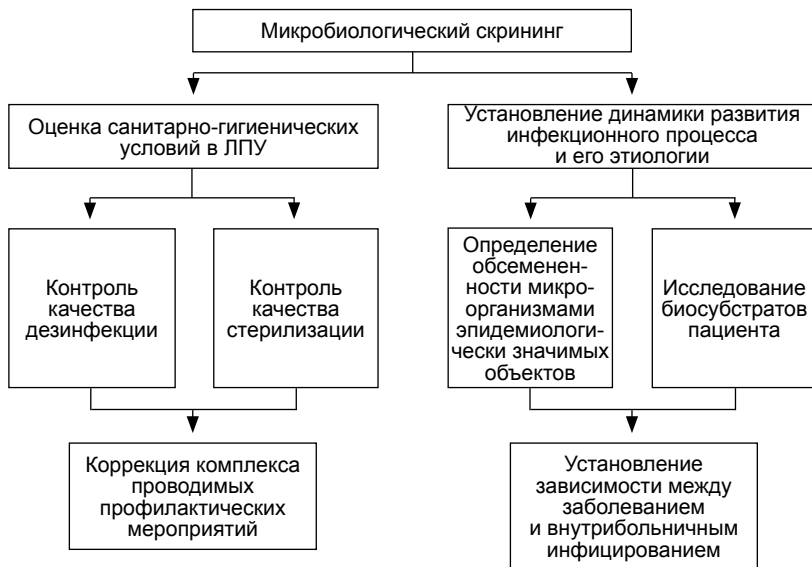 Микробиологический скрининг
Оценка санитарно-гигиенических
условий в ЛПУ
Установление динамики развития
инфекционного процесса
и его этиологии
Контроль
качества
дезинфекции
Контроль
качества
стерилизации
Определение
обсеменен-
ности микро-
организмами
эпидемиологи-
чески значимых
объектов
Исследование
биосубстратов
пациента
Коррекция комплекса
проводимых
профилактических
мероприятий
Установление
зависимости между
заболеванием
и внутрибольничным
инфицированием